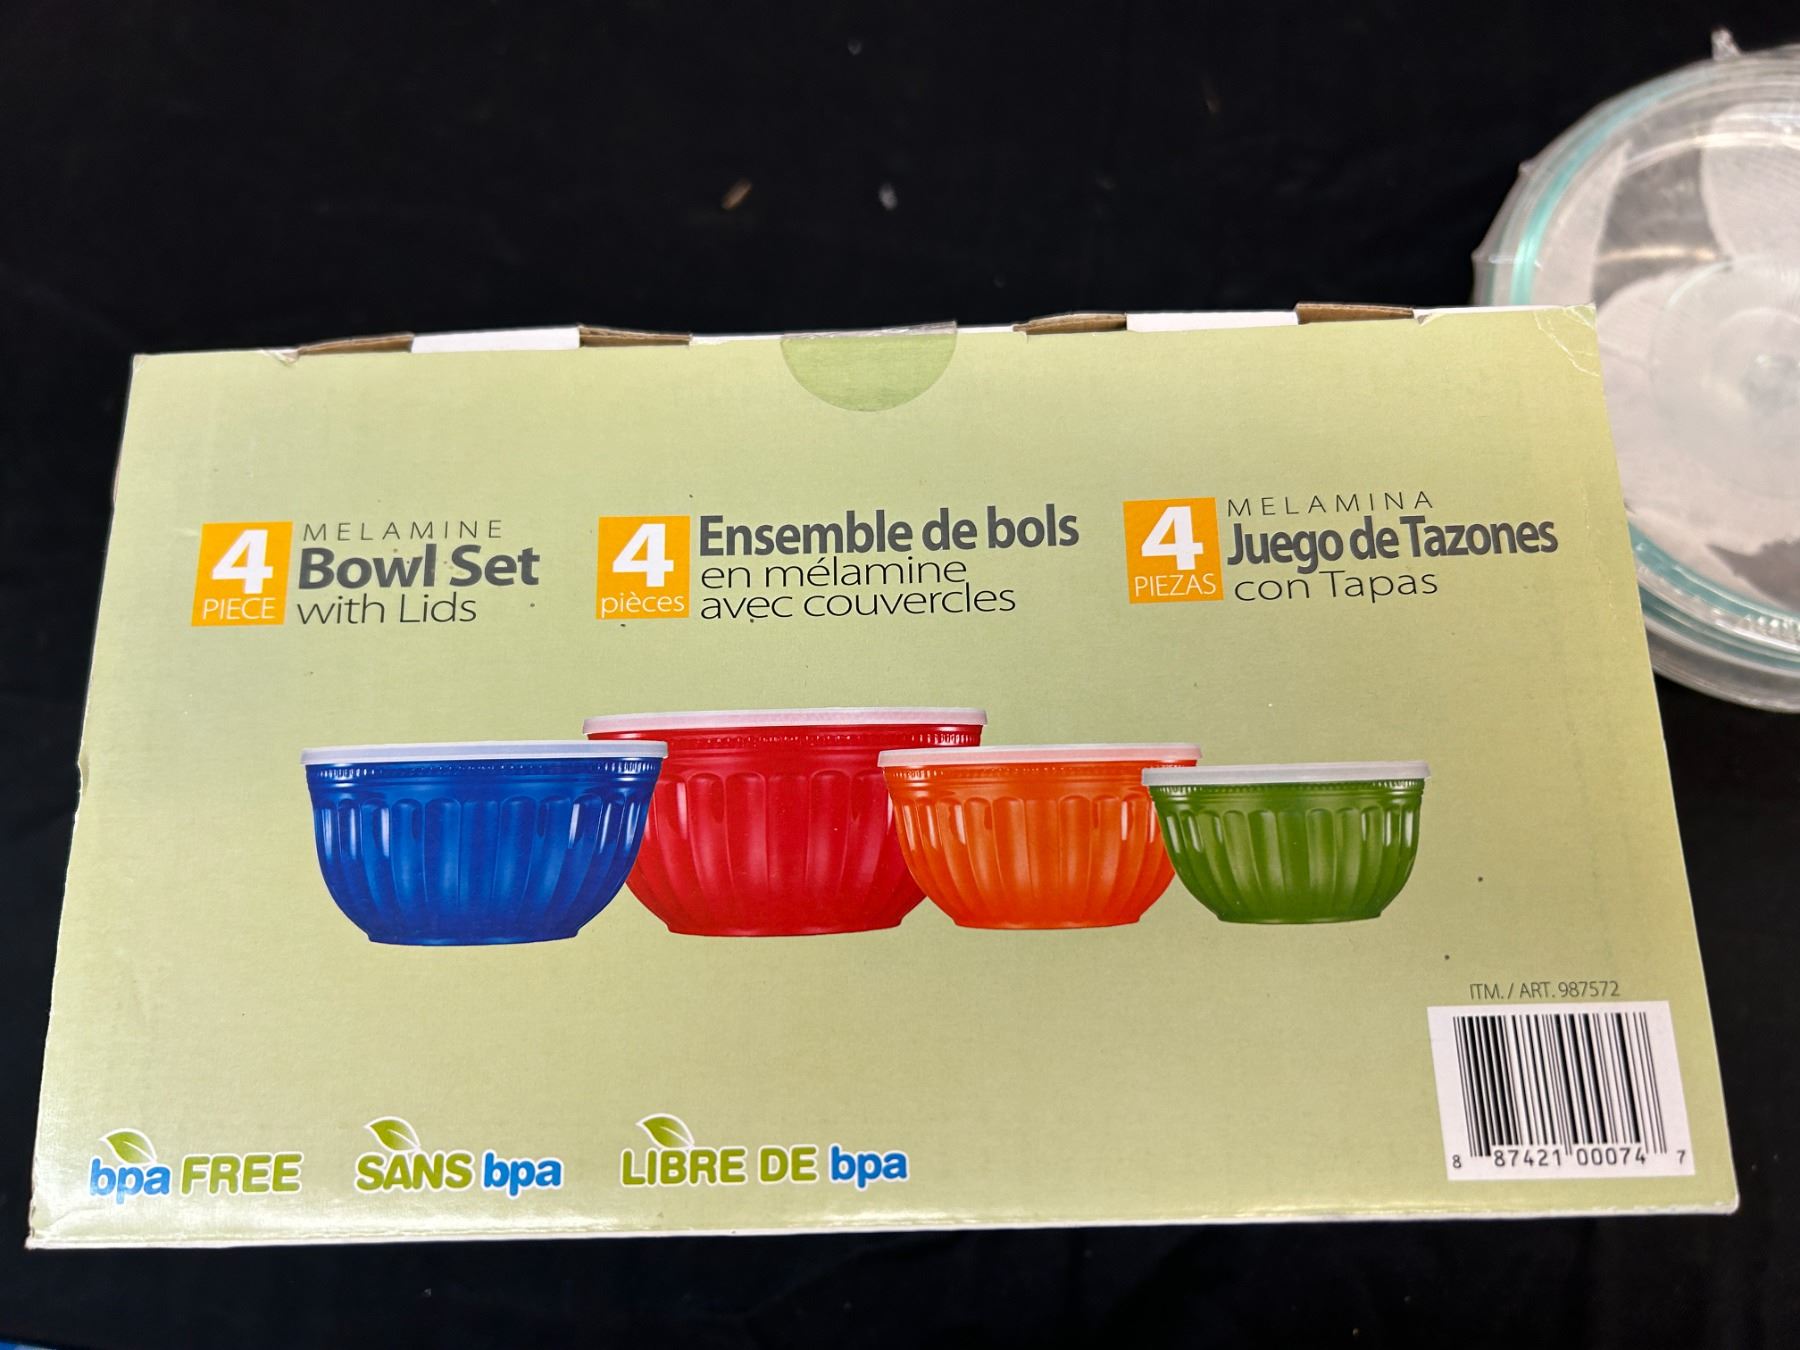 4
PIECE
MELAMINE
Bowl Set
with Lids
4
pièces
Ensemble de bols
en mélamine
avec couvercles
4
PIEZAS
MELAMINA
Juego de Tazones
con Tapas
ITM. / ART. 987572
8 87421 00074 7
bpa FREE
SANS bpa
LIBRE DE bpa